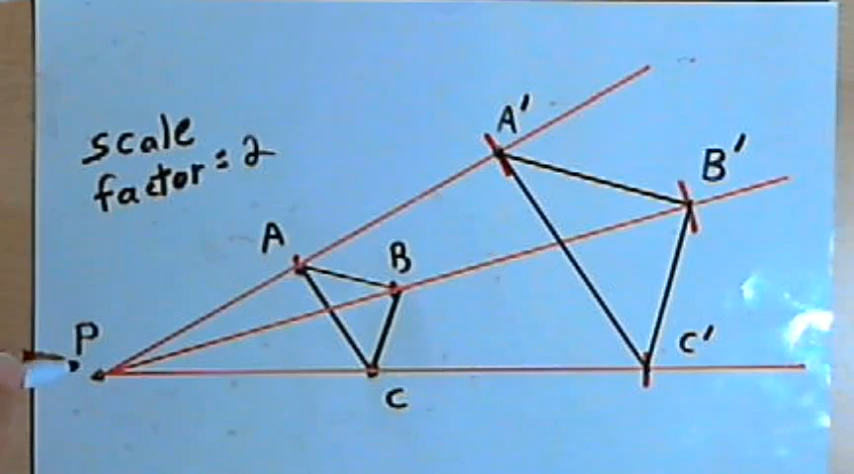 scale
factor = 2
A'
B'
A
B
P
C'
C